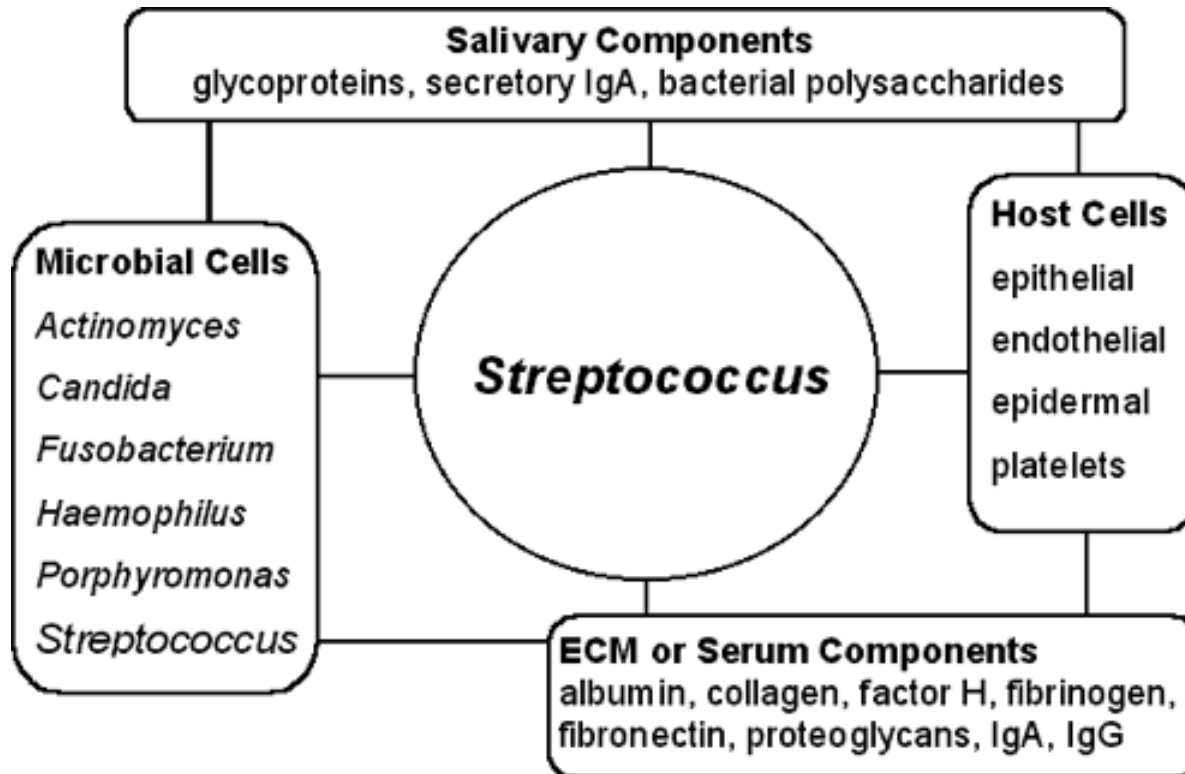 Salivary Components
glycoproteins, secretory IgA, bacterial polysaccharides
Microbial Cells
Actinomyces
Candida
Fusobacterium
Haemophilus
Porphyromonas
Streptococcus
Streptococcus
Host Cells
epithelial
endothelial
epidermal
platelets
ECM or Serum Components
albumin, collagen, factor H, fibrinogen,
fibronectin, proteoglycans, IgA, IgG